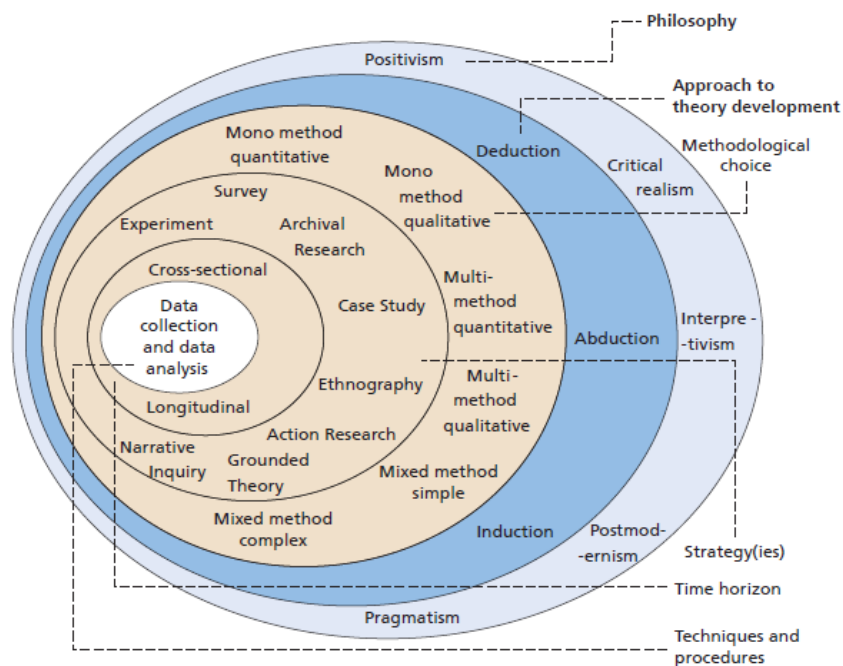 Philosophy
Positivism
Approach to
theory development
Mono method
quantitative
Deduction
Methodological
choice
Critical
realism
Mono
method
qualitative
Survey
Experiment
Archival
Research
Cross-sectional
Data
collection
and data
analysis
Case Study
Multi-
method
quantitative
Abduction
Interpre -
-tivism
Ethnography
Multi-
method
qualitative
Longitudinal
Action Research
Narrative
Inquiry
Grounded
Theory
Mixed method
simple
Mixed method
complex
Induction
Postmod-
-ernism
Strategy(ies)
Time horizon
Pragmatism
Techniques and
procedures